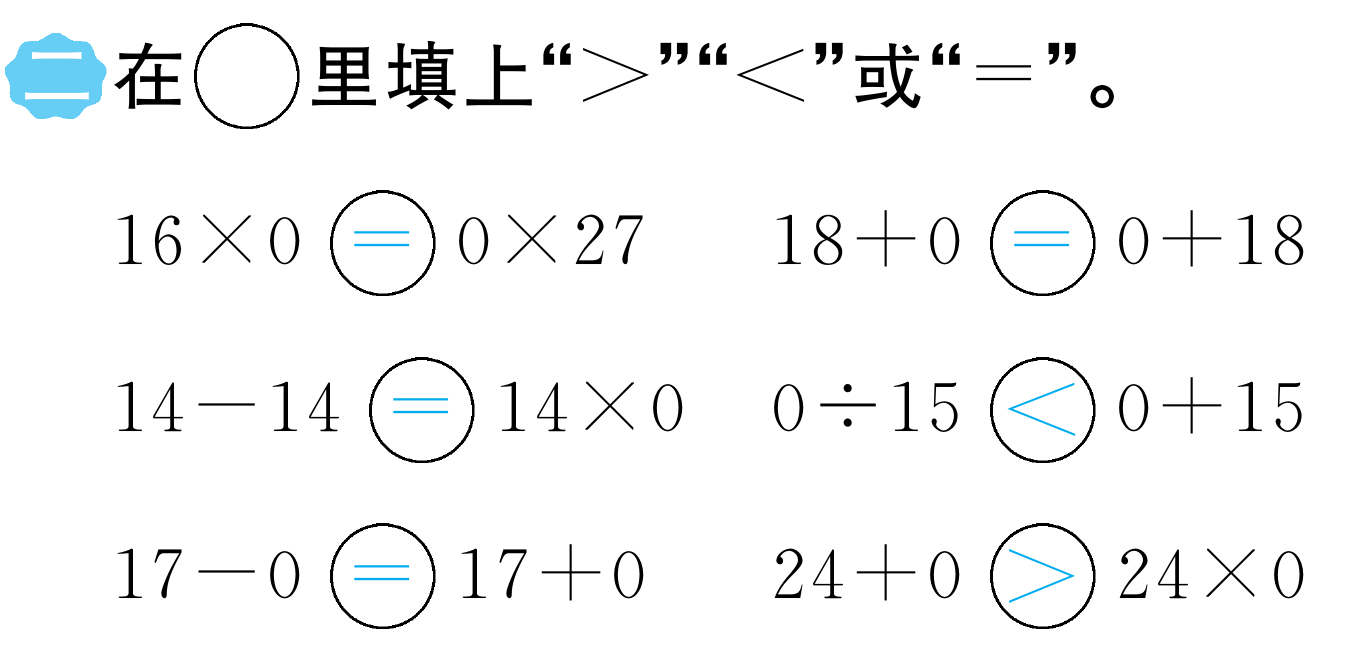 二 在○里填上“>”“<”或“=”。
16×0 = 0×27 18+0 = 0+18
14-14 = 14×0 0÷15 < 0+15
17-0 = 17+0 24+0 > 24×0